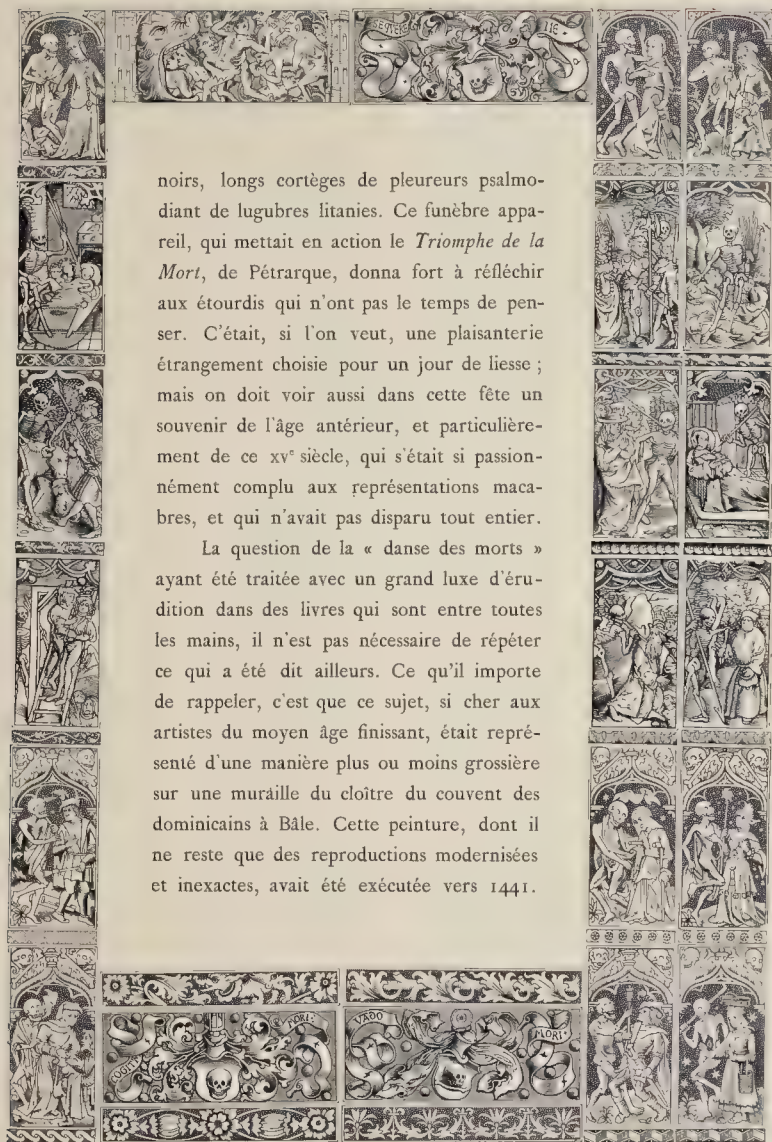 noirs, longs cortèges de pleureurs psalmo-
diant de lugubres litanies. Ce funèbre appa-
reil, qui mettait en action le Triomphe de la
Mort, de Pétrarque, donna fort à réfléchir
aux étourdis qui n'ont pas le temps de pen-
ser. C'était, si l'on veut, une plaisanterie
étrangement choisie pour un jour de liesse ;
mais on doit voir aussi dans cette fête un
souvenir de l'âge antérieur, et particulière-
ment de ce xve siècle, qui s'était si passion-
nément complu aux représentations maca-
bres, et qui n'avait pas disparu tout entier.
La question de la « danse des morts »
ayant été traitée avec un grand luxe d'éru-
dition dans des livres qui sont entre toutes
les mains, il n'est pas nécessaire de répéter
ce qui a été dit ailleurs. Ce qu'il importe
de rappeler, c'est que ce sujet, si cher aux
artistes du moyen âge finissant, était repré-
senté d'une manière plus ou moins grossière
sur une muráille du cloître du couvent des
dominicains à Bâle. Cette peinture, dont il
ne reste que des reproductions modernisées
et inexactes, avait été exécutée vers 1441.
MORI
VADO
MORI